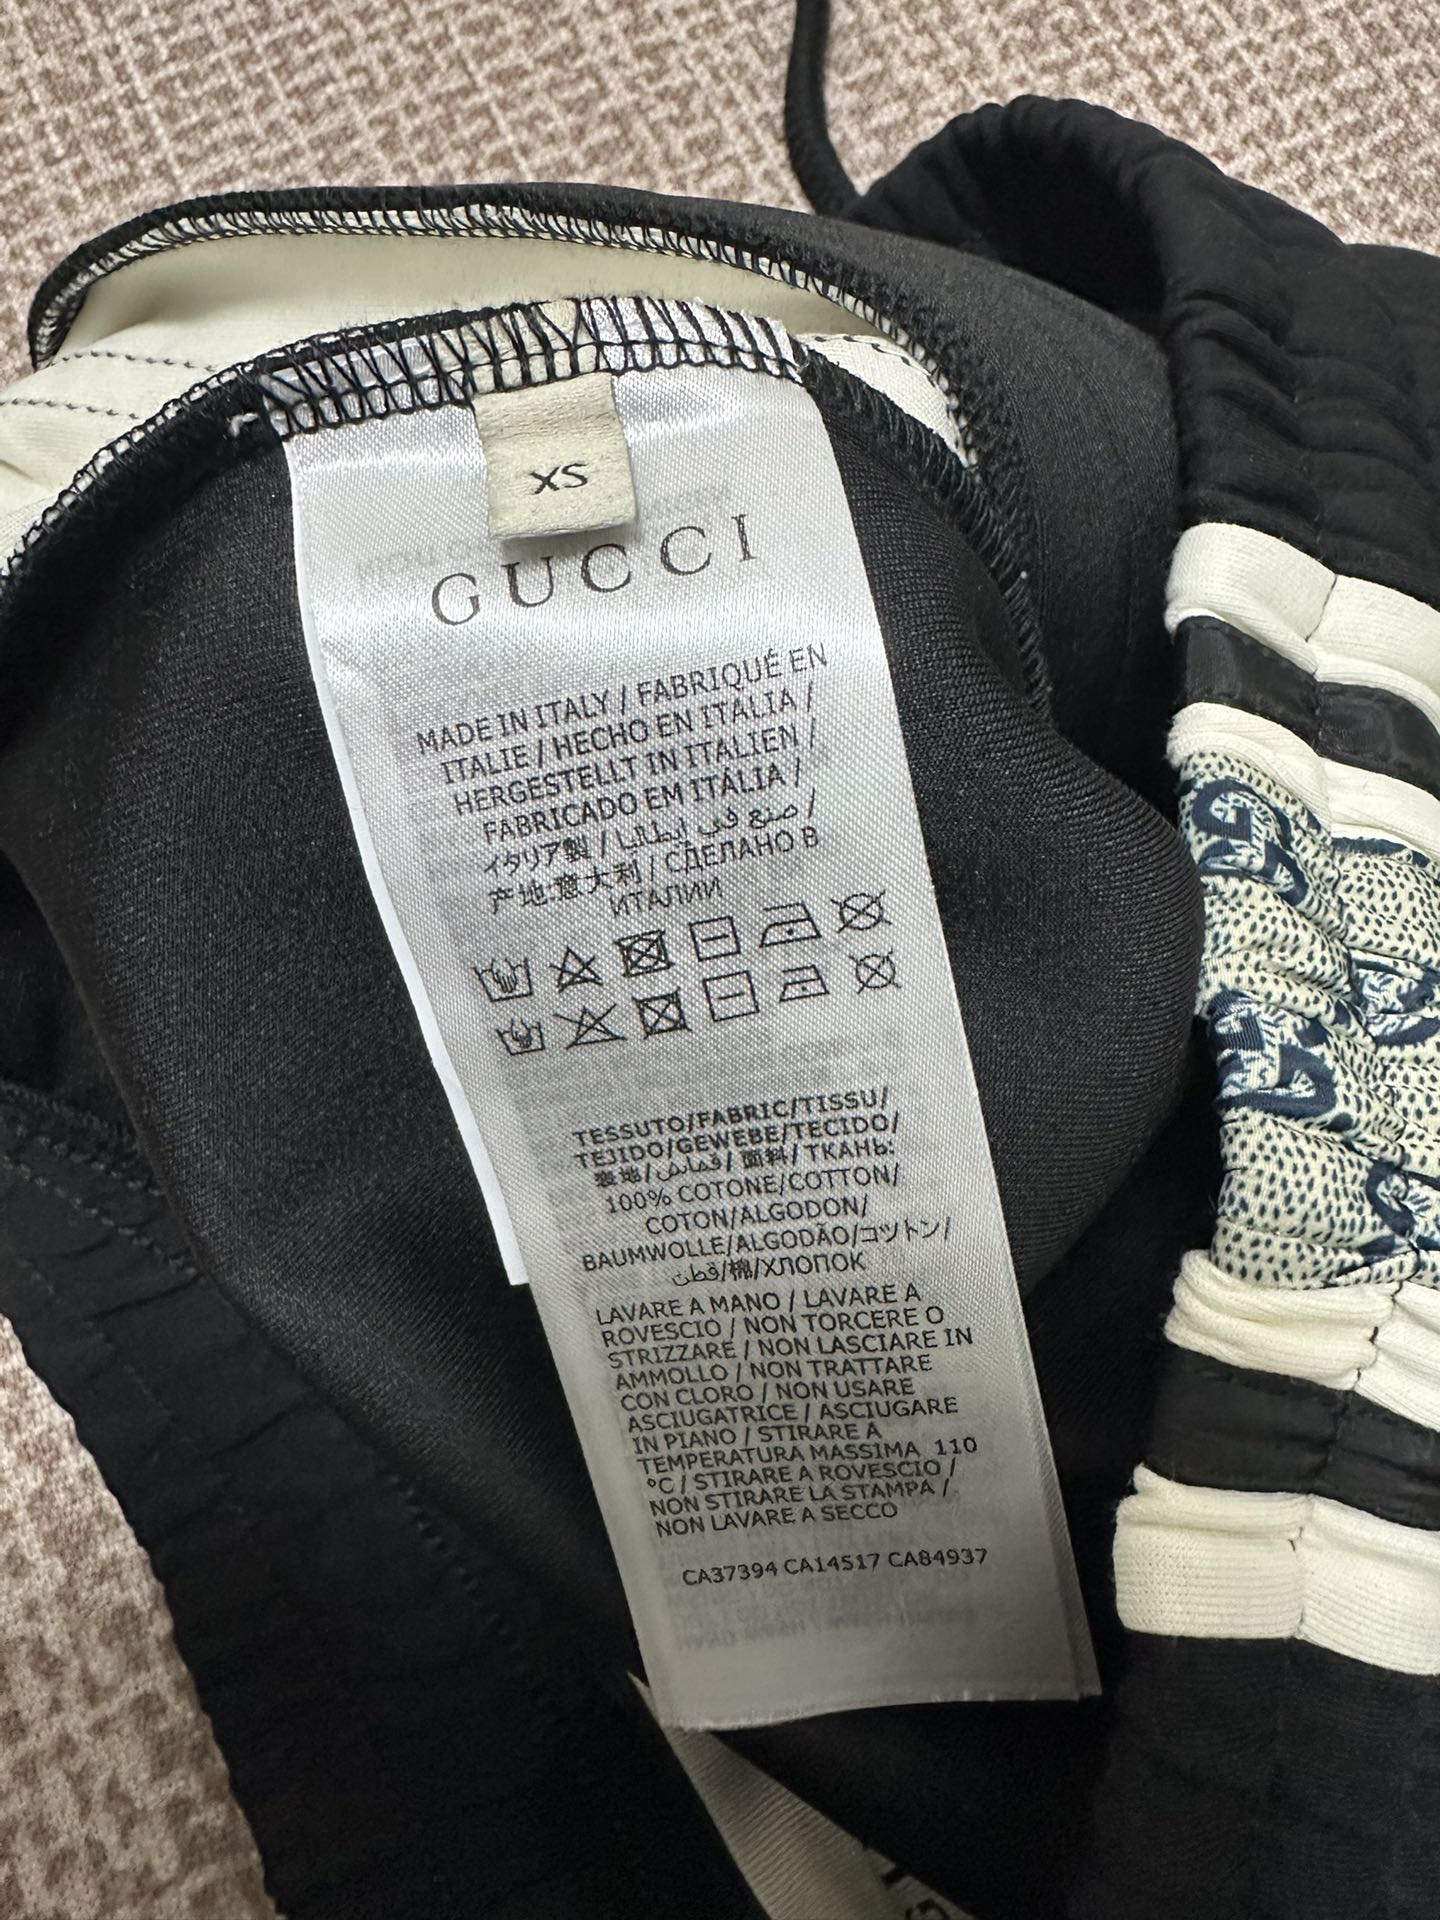 XS
GUCCI
MADE IN ITALY / FABRIQUÉ EN
ITALIE / HECHO EN ITALIA /
HERGESTELLT IN ITALIEN /
FABRICADO EM ITÁLIA /
イタリア製 / صنع في إيطاليا /
产地:意大利 / СДЕЛАНО В
ИТАЛИИ
TESSUTO/FABRIC/TISSU/
TEJIDO/GEWEBE/TECIDO/
表地/قماش/面料/ТКАНЬ:
100% COTONE/COTTON/
COTON/ALGODON/
BAUMWOLLE/ALGODÃO/コットン/
قطن/棉/ХЛОПОК
LAVARE A MANO / LAVARE A
ROVESCIO / NON TORCERE O
STRIZZARE / NON LASCIARE IN
AMMOLLO / NON TRATTARE
CON CLORO / NON USARE
ASCIUGATRICE / ASCIUGARE
IN PIANO / STIRARE A
TEMPERATURA MASSIMA 110
°C / STIRARE A ROVESCIO /
NON STIRARE LA STAMPA /
NON LAVARE A SECCO
CA37394 CA14517 CA84937